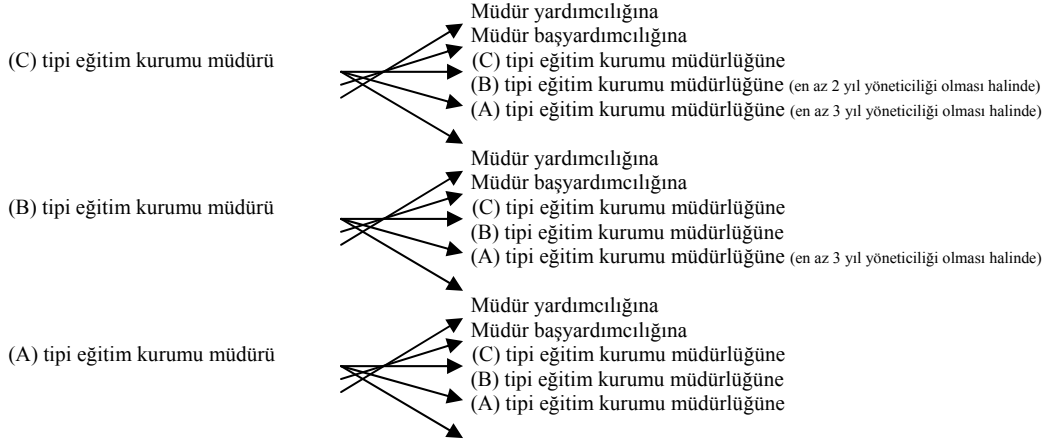 Müdür yardımcılığına
Müdür başyardımcılığına
(C) tipi eğitim kurumu müdürü
(C) tipi eğitim kurumu müdürlüğüne
(B) tipi eğitim kurumu müdürlüğüne (en az 2 yıl yöneticiliği olması halinde)
(A) tipi eğitim kurumu müdürlüğüne (en az 3 yıl yöneticiliği olması halinde)
Müdür yardımcılığına
Müdür başyardımcılığına
(B) tipi eğitim kurumu müdürü
(C) tipi eğitim kurumu müdürlüğüne
(B) tipi eğitim kurumu müdürlüğüne
(A) tipi eğitim kurumu müdürlüğüne (en az 3 yıl yöneticiliği olması halinde)
Müdür yardımcılığına
Müdür başyardımcılığına
(A) tipi eğitim kurumu müdürü
(C) tipi eğitim kurumu müdürlüğüne
(B) tipi eğitim kurumu müdürlüğüne
(A) tipi eğitim kurumu müdürlüğüne